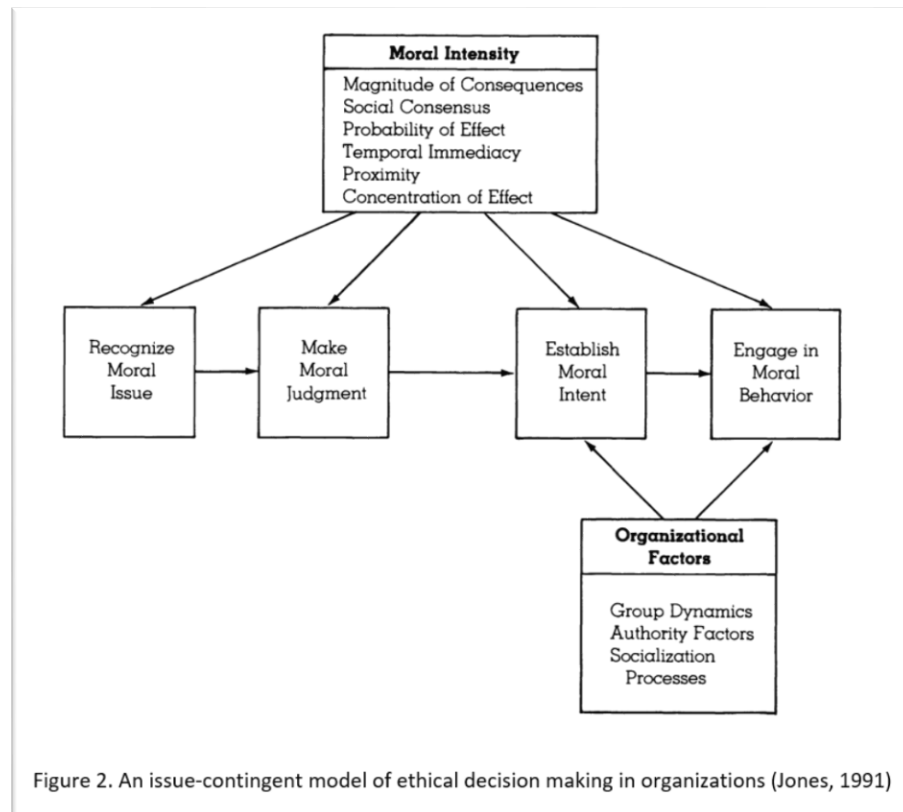 Moral Intensity
Magnitude of Consequences
Social Consensus
Probability of Effect
Temporal Immediacy
Proximity
Concentration of Effect
Recognize
Moral
Issue
Make
Moral
Judgment
Establish
Moral
Intent
Engage in
Moral
Behavior
Organizational
Factors
Group Dynamics
Authority Factors
Socialization
Processes
Figure 2. An issue-contingent model of ethical decision making in organizations (Jones, 1991)